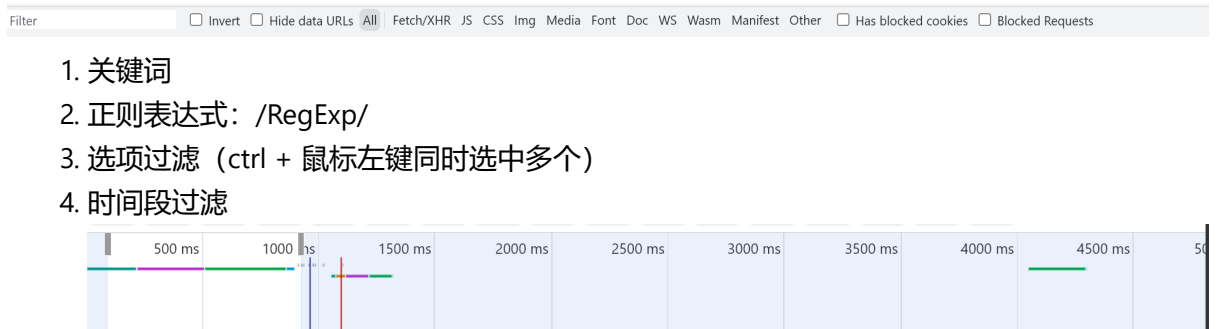 Filter Invert Hide data URLs All Fetch/XHR JS CSS Img Media Font Doc WS Wasm Manifest Other Has blocked cookies Blocked Requests
1. 关键词
2. 正则表达式：/RegExp/
3. 选项过滤（ctrl + 鼠标左键同时选中多个）
4. 时间段过滤
500 ms 1000 ms 1500 ms 2000 ms 2500 ms 3000 ms 3500 ms 4000 ms 4500 ms